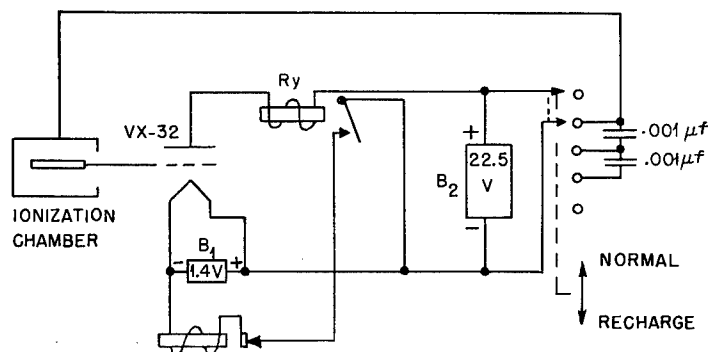 Ry
VX-32
.001 μf
+
22.5
V
B2
.001μf
-
IONIZATION
CHAMBER
B1
- 1.4V +
NORMAL
RECHARGE